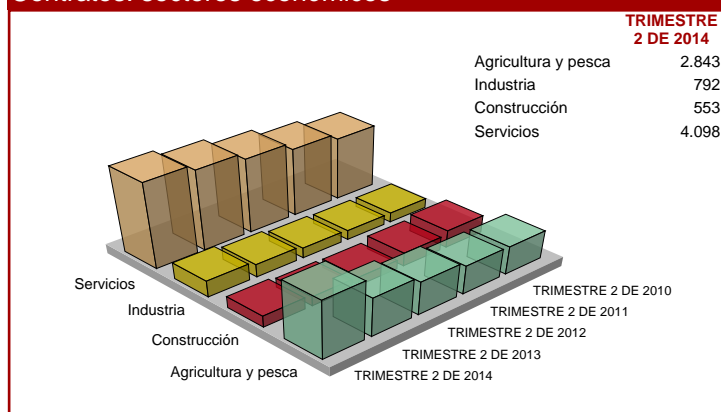 Contratos: sectores económicos
TRIMESTRE
2 DE 2014
Agricultura y pesca 2.843
Industria 792
Construcción 553
Servicios 4.098
Servicios
Industria
Construcción
Agricultura y pesca
TRIMESTRE 2 DE 2010
TRIMESTRE 2 DE 2011
TRIMESTRE 2 DE 2012
TRIMESTRE 2 DE 2013
TRIMESTRE 2 DE 2014